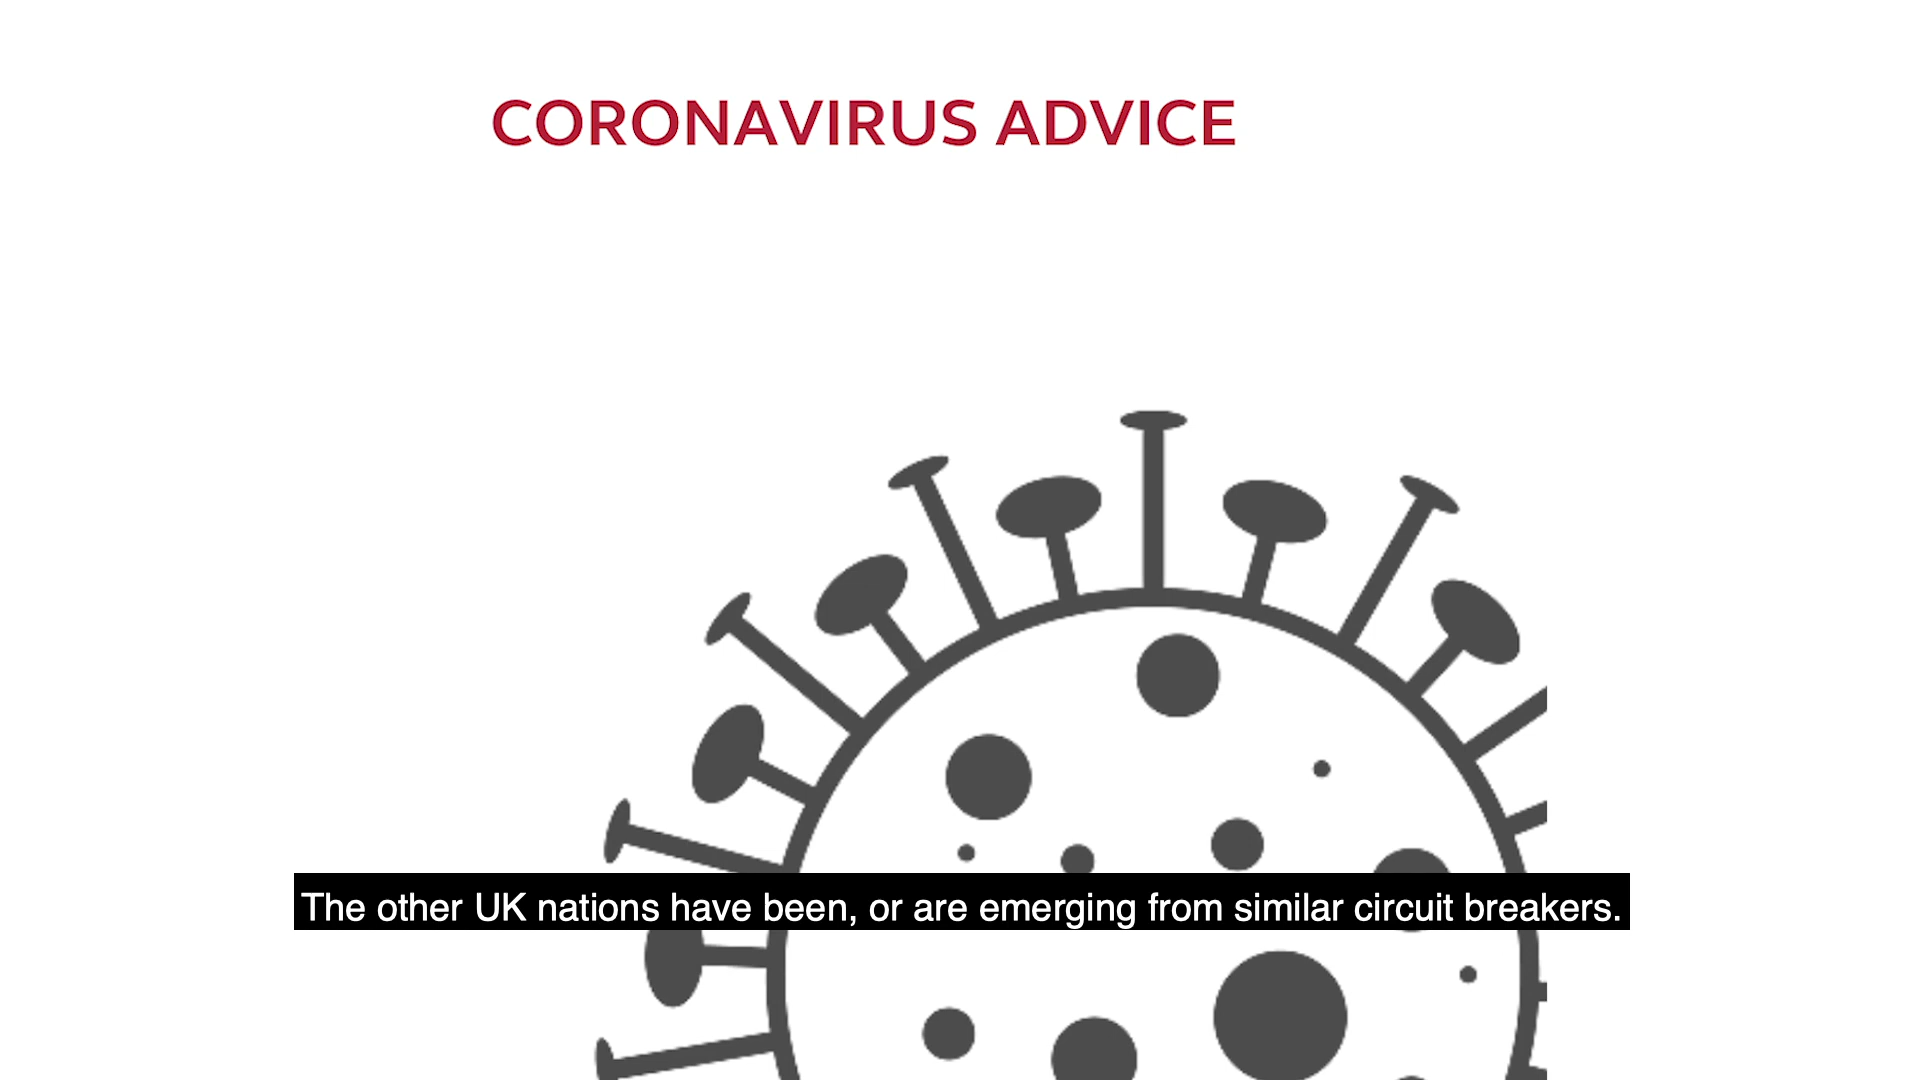 CORONAVIRUS ADVICE
The other UK nations have been, or are emerging from similar circuit breakers.